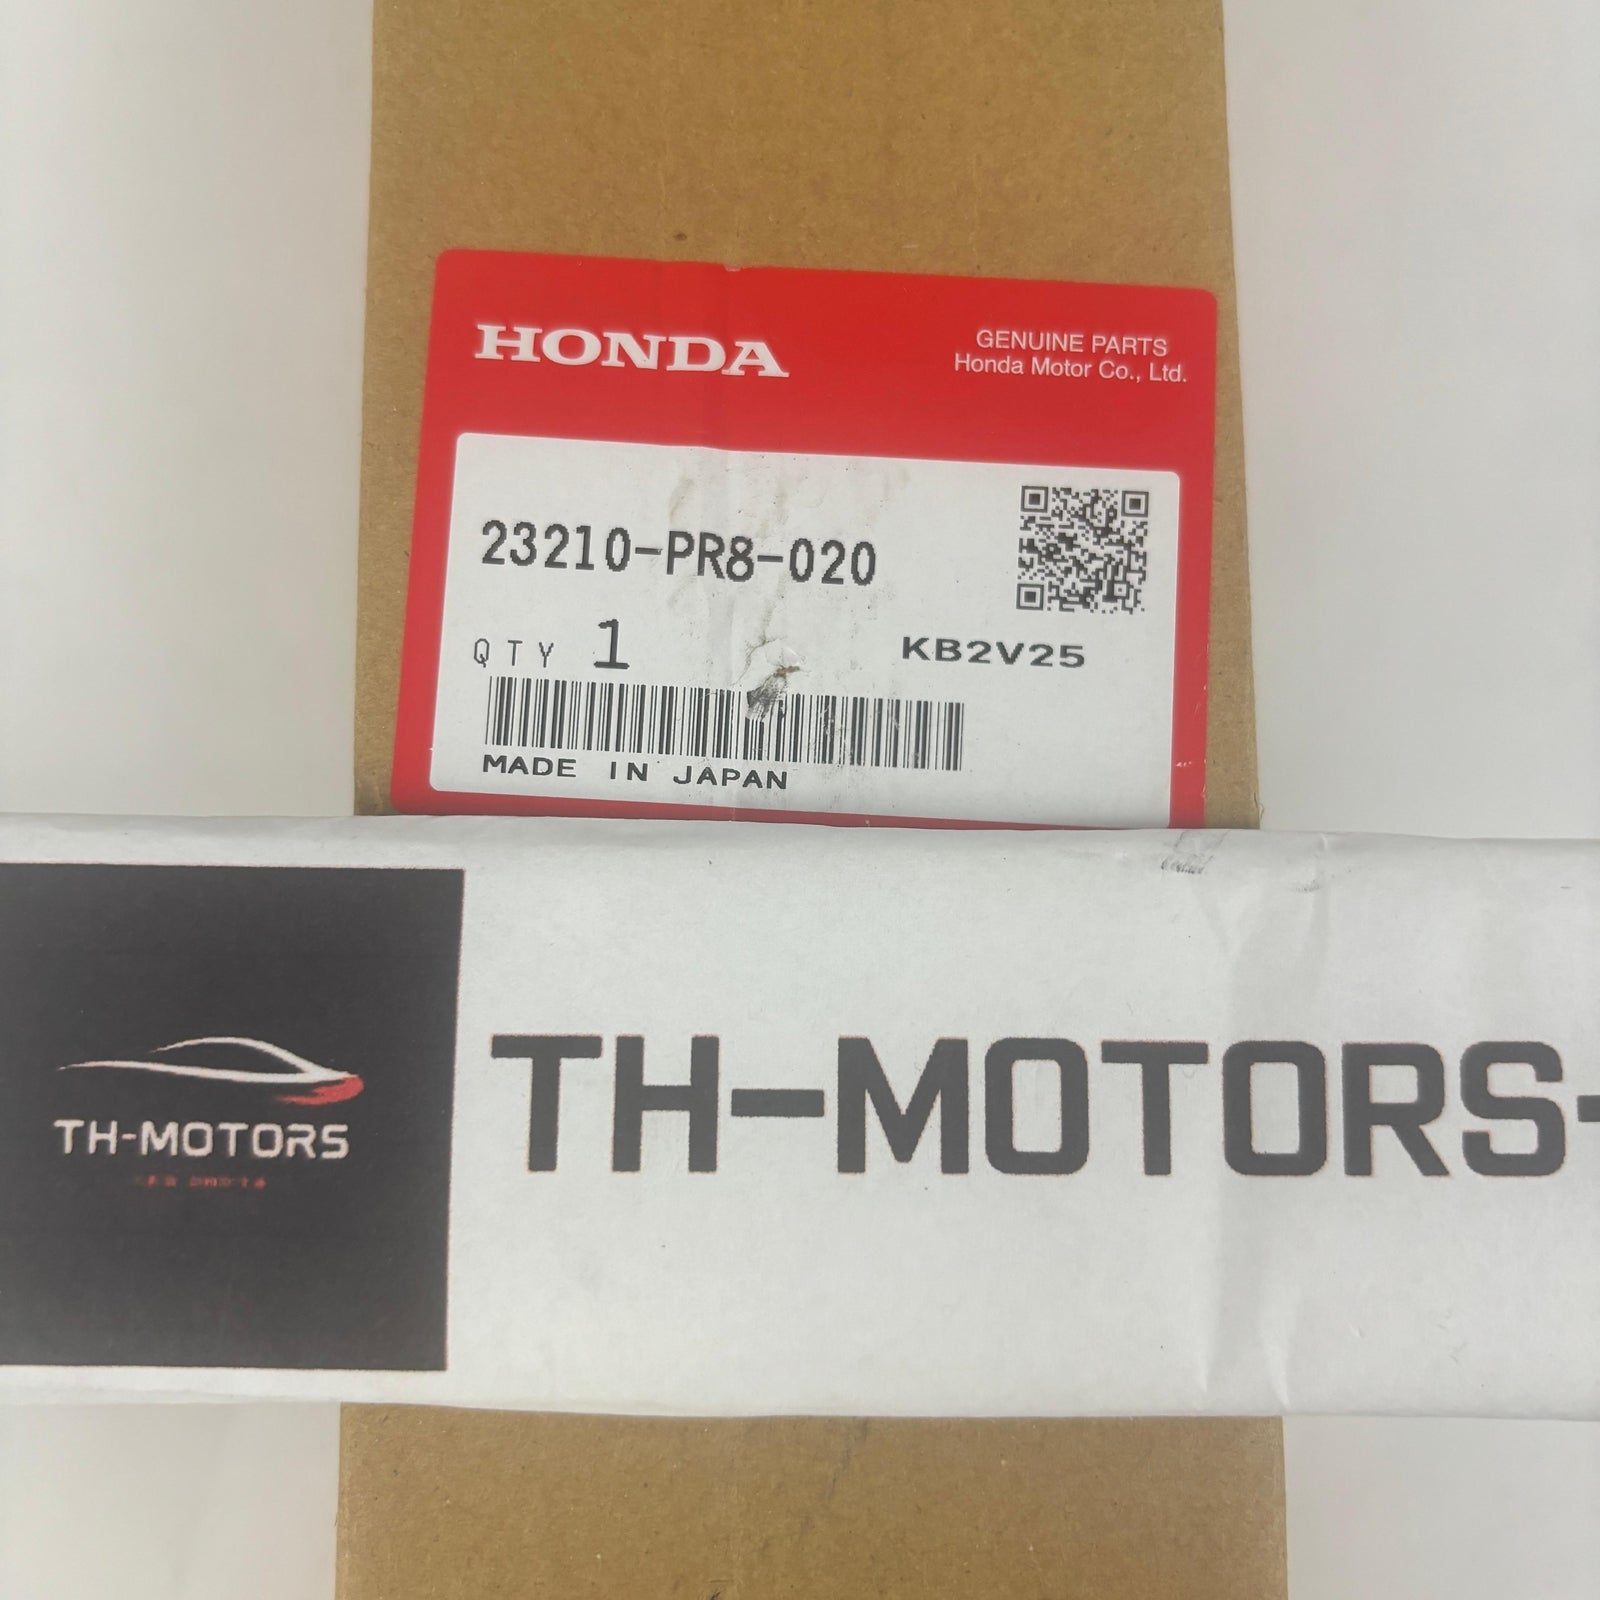 HONDA
GENUINE PARTS
Honda Motor Co., Ltd.
23210-PR8-020
QTY 1
KB2V25
MADE IN JAPAN
TH-MOTORS
TH-MOTORS-